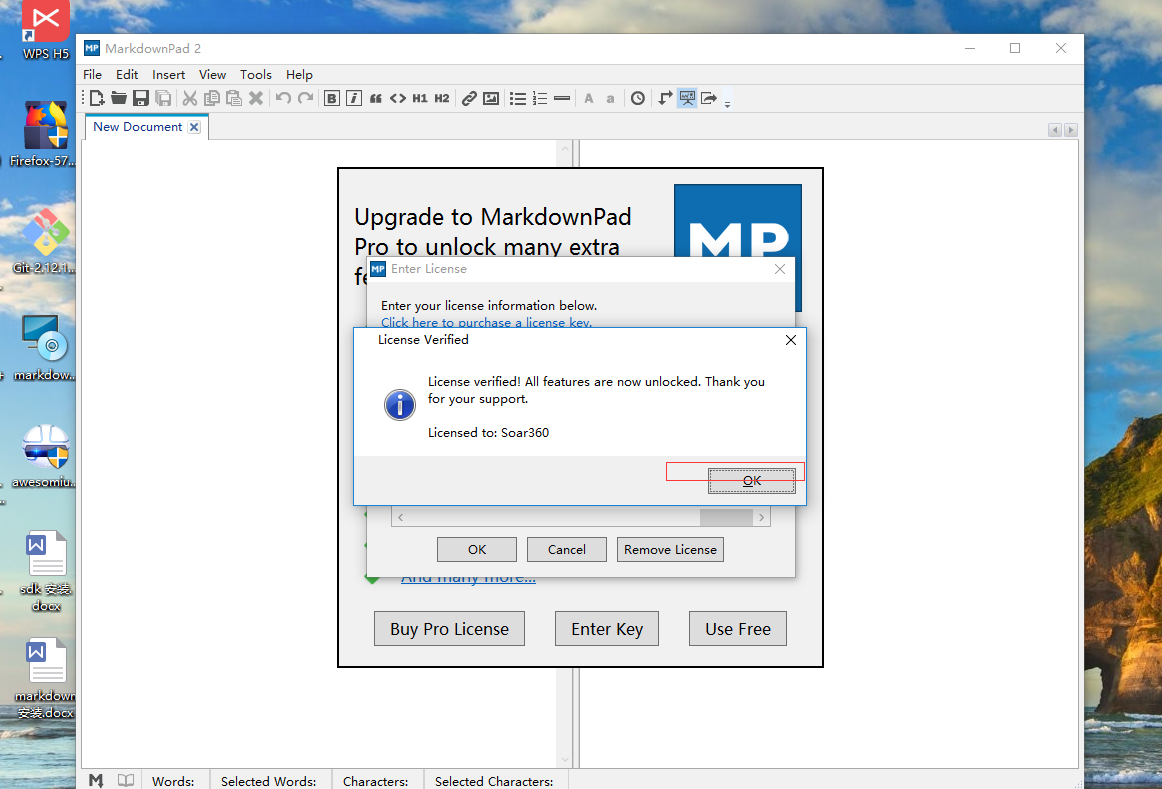 WPS H5
MarkdownPad 2
File Edit Insert View Tools Help
H1 H2
New Document
Firefox-57...
Git-2.12.1...
markdow...
awesomiu...
sdk 安装.
docx
markdown
安装.docx
Upgrade to MarkdownPad
Pro to unlock many extra
MP
MP Enter License
Enter your license information below.
Click here to purchase a license key.
License Verified
License verified! All features are now unlocked. Thank you
for your support.
Licensed to: Soar360
OK
OK Cancel Remove License
And many more...
Buy Pro License Enter Key Use Free
Words: Selected Words: Characters: Selected Characters: